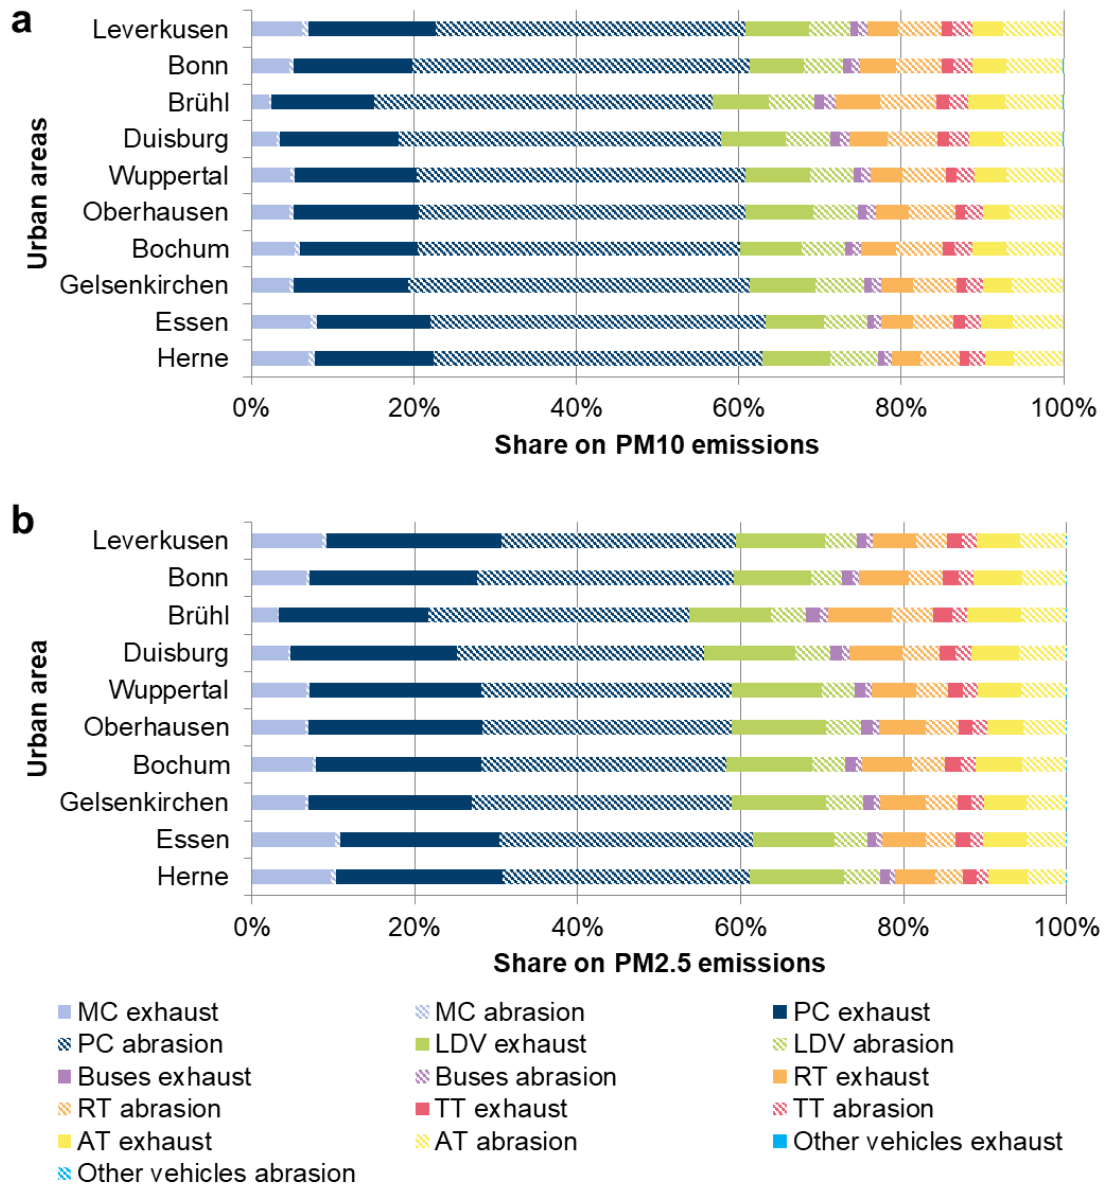 a
Urban areas
Leverkusen
Bonn
Brühl
Duisburg
Wuppertal
Oberhausen
Bochum
Gelsenkirchen
Essen
Herne
0% 20% 40% 60% 80% 100%
Share on PM10 emissions
b
Urban area
Leverkusen
Bonn
Brühl
Duisburg
Wuppertal
Oberhausen
Bochum
Gelsenkirchen
Essen
Herne
0% 20% 40% 60% 80% 100%
Share on PM2.5 emissions
MC exhaust MC abrasion PC exhaust
PC abrasion LDV exhaust LDV abrasion
Buses exhaust Buses abrasion RT exhaust
RT abrasion TT exhaust TT abrasion
AT exhaust AT abrasion Other vehicles exhaust
Other vehicles abrasion